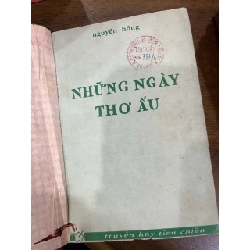 NGUYÊN HỒNG
NHỮNG NGÀY
THƠ ẤU
truyện hay tiền chiến